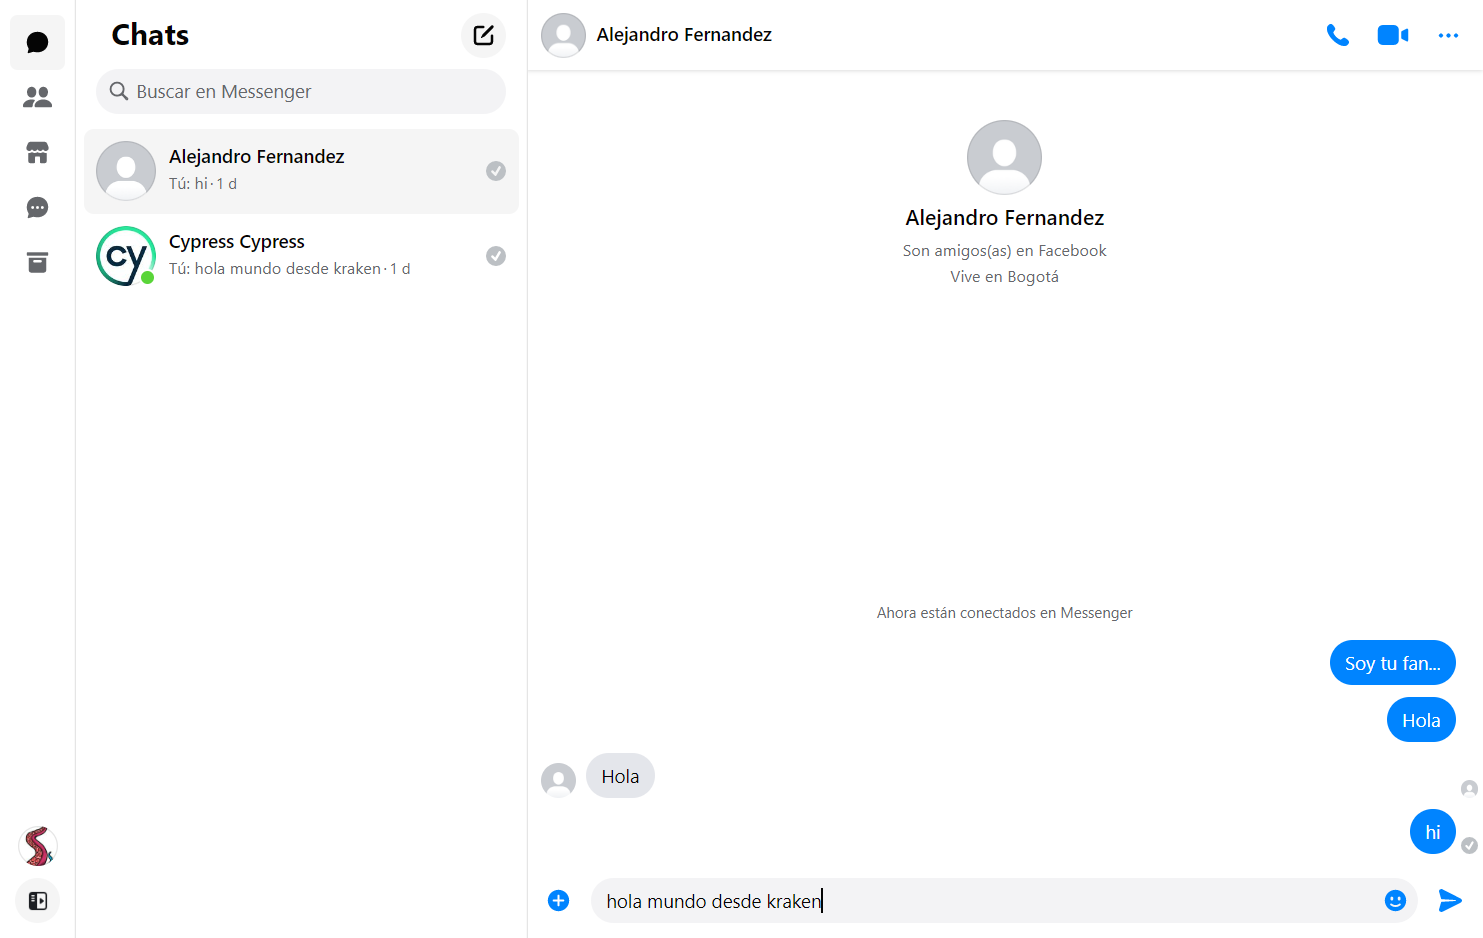 Chats
Buscar en Messenger
Alejandro Fernandez
Tú: hi · 1 d
cy
Cypress Cypress
Tú: hola mundo desde kraken · 1 d
Alejandro Fernandez
Alejandro Fernandez
Son amigos(as) en Facebook
Vive en Bogotá
Ahora están conectados en Messenger
Soy tu fan...
Hola
Hola
hi
hola mundo desde kraken